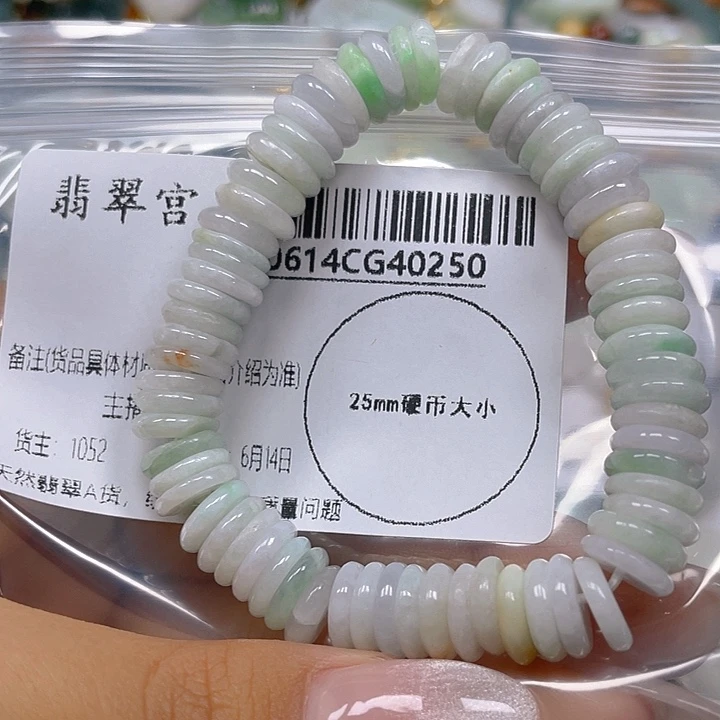 翡翠宫
0614CG40250
备注(货品具体材 介绍为准)
25mm硬币大小
主播
货主: 1052 6月14日
天然翡翠A货, 质量问题